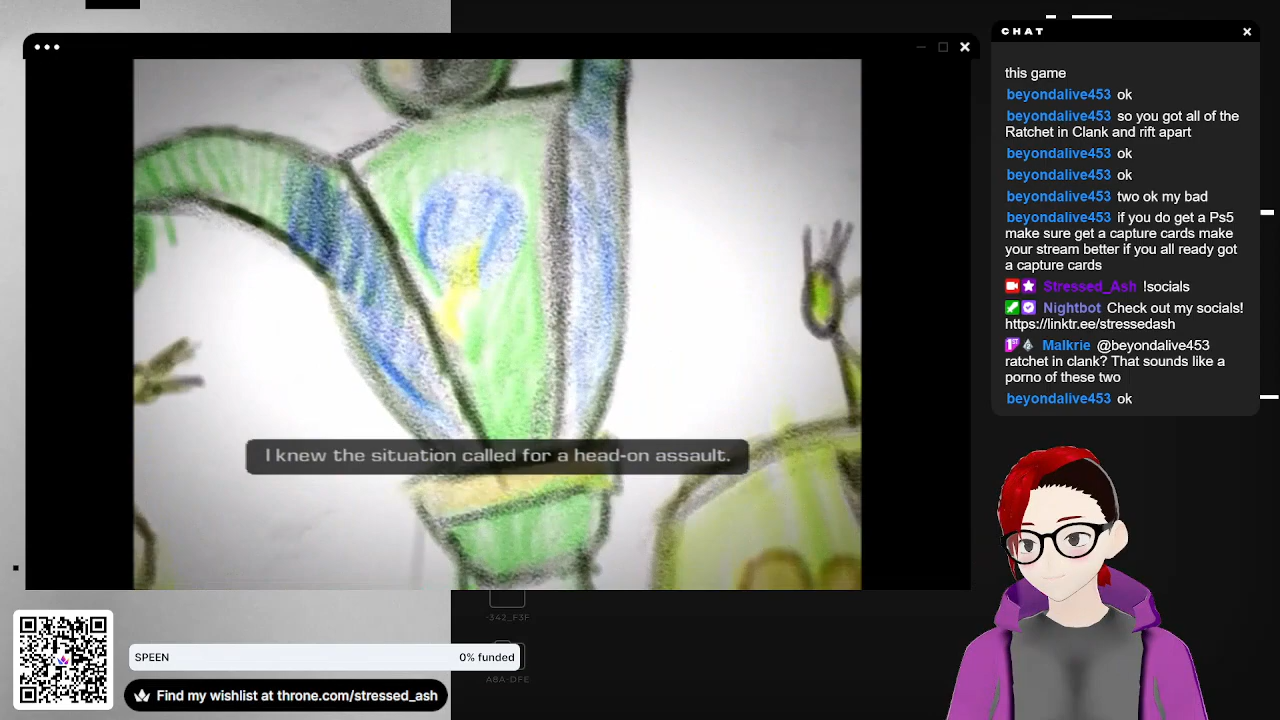 CHAT
this game
beyondalive453 ok
beyondalive453 so you got all of the
Ratchet in Clank and rift apart
beyondalive453 ok
beyondalive453 ok
beyondalive453 two ok my bad
beyondalive453 if you do get a Ps5
make sure get a capture cards make
your stream better if you all ready got
a capture cards
Stressed_Ash !socials
Nightbot Check out my socials!
https://linktr.ee/stressedash
Malkrie @beyondalive453
ratchet in clank? That sounds like a
porno of these two
beyondalive453 ok
I knew the situation called for a head-on assault.
-342_F3F
SPEEN 0% funded
A8A-DFE
Find my wishlist at throne.com/stressed_ash